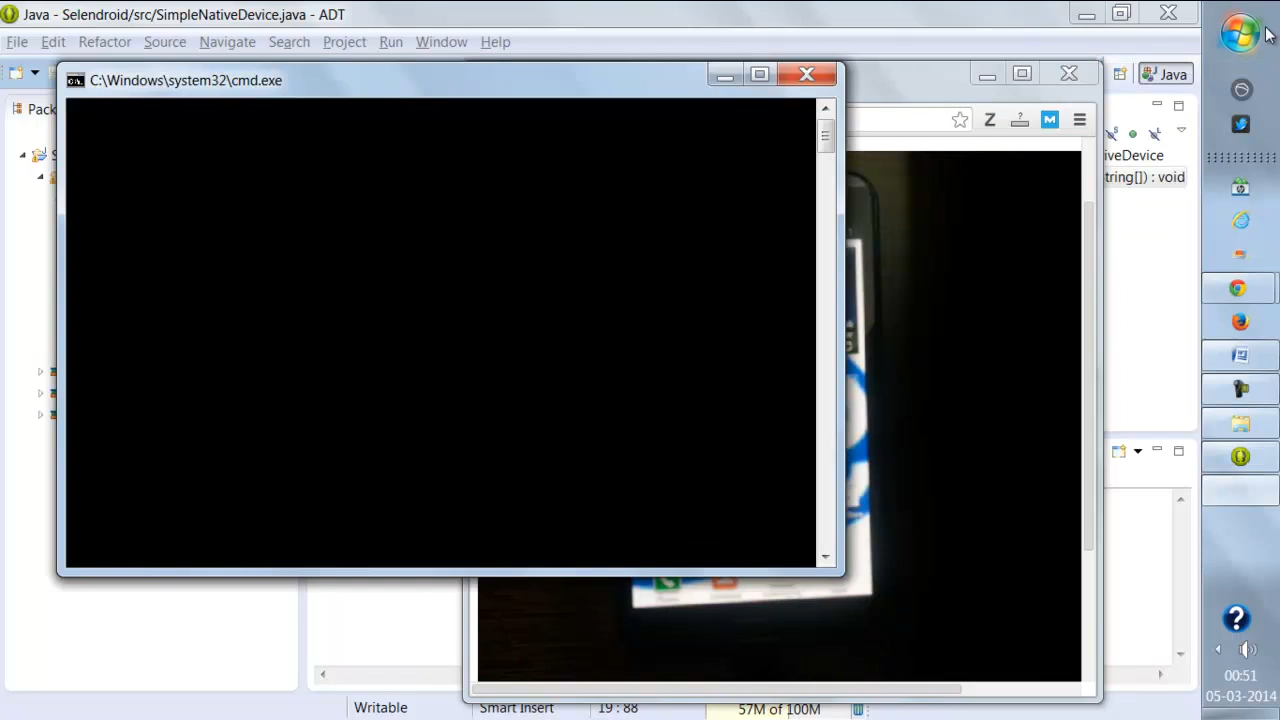 Java - Selendroid/src/SimpleNativeDevice.java - ADT
File Edit Refactor Source Navigate Search Project Run Window Help
C:\Windows\system32\cmd.exe
Java
Pack
iveDevice
tring[]) : void
Writable
Smart Insert
19 : 88
57M of 100M
00:51
05-03-2014